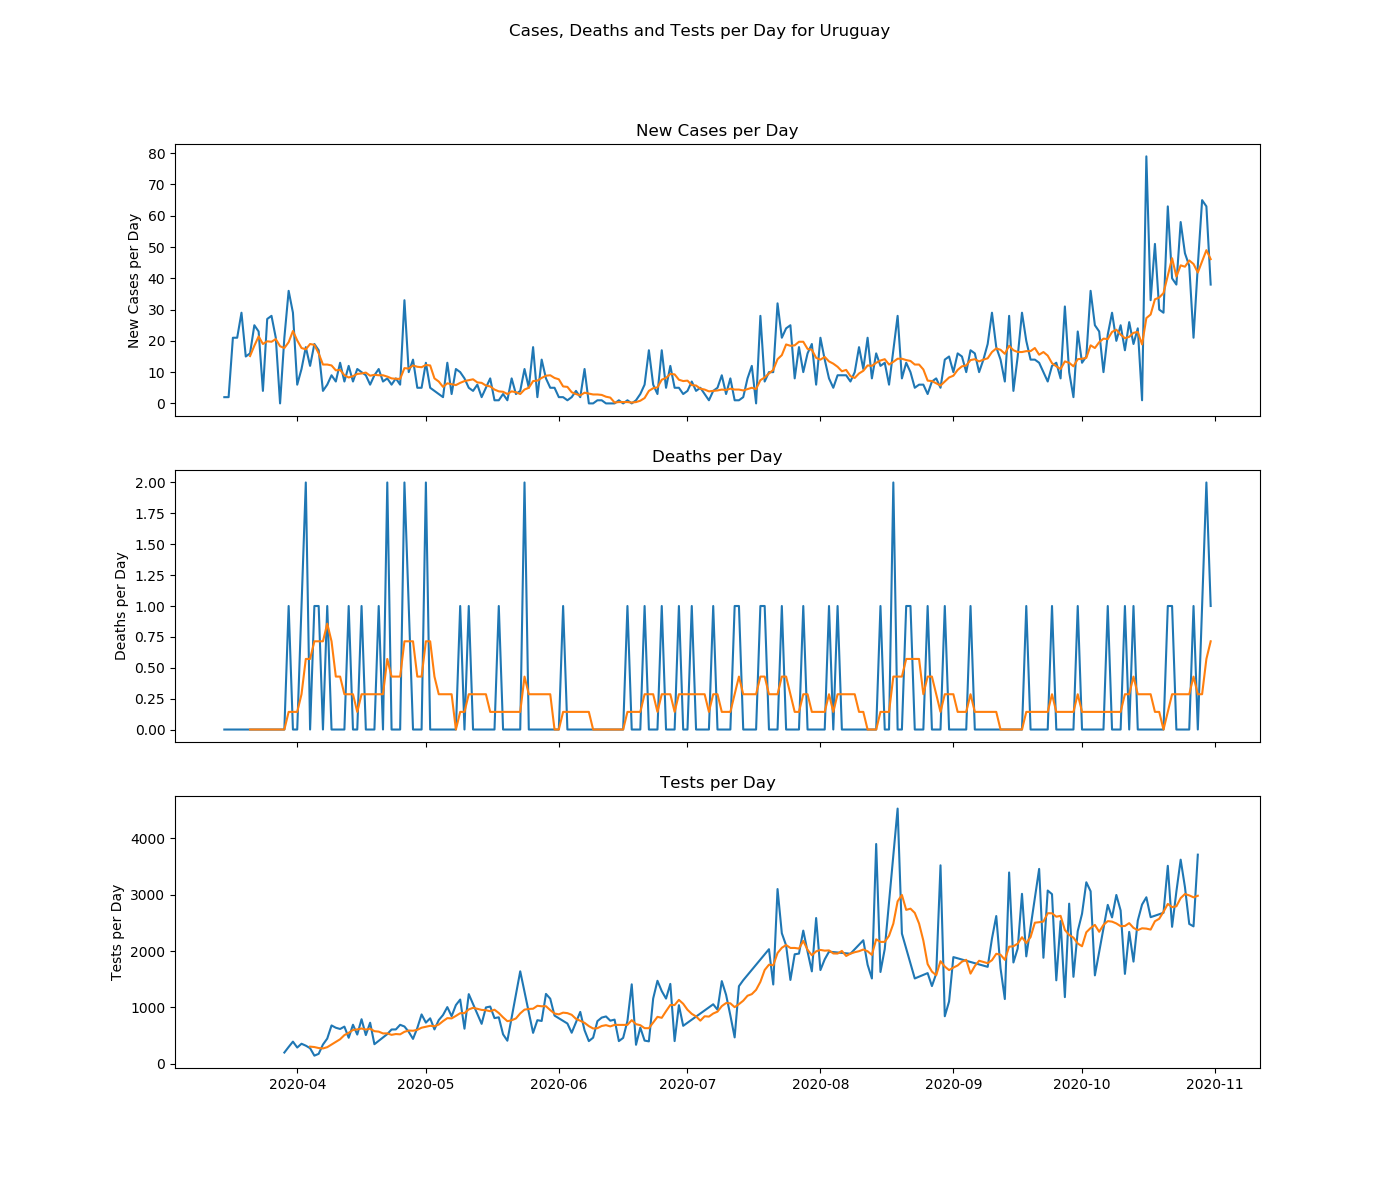 Cases, Deaths and Tests per Day for Uruguay
New Cases per Day
New Cases per Day
80
70
60
50
40
30
20
10
0
Deaths per Day
Deaths per Day
2.00
1.75
1.50
1.25
1.00
0.75
0.50
0.25
0.00
Tests per Day
Tests per Day
4000
3000
2000
1000
0
2020-04 2020-05 2020-06 2020-07 2020-08 2020-09 2020-10 2020-11